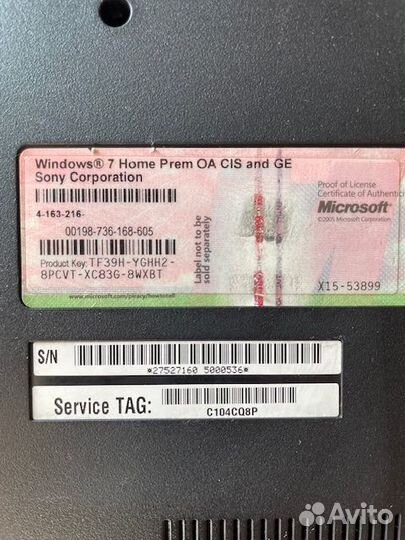 Windows® 7 Home Prem OA CIS and GE
Sony Corporation
4-163-216-
00198-736-168-605
Product Key: TF39H-YGHH2-
8PCVT-XC83G-8WXBT
www.microsoft.com/piracy/howtotell
Label not to be
sold separately
Proof of License
Certificate of Authentic
Microsoft®
©2005 Microsoft Corporation
X15-53899
S/N
*27527160 5000536*
Service TAG:
C104CQ8P
Avito